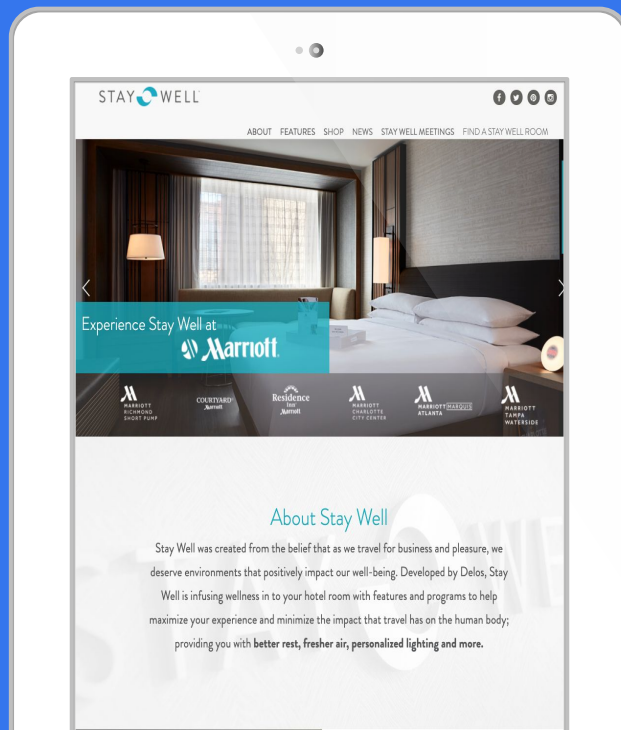 STAY WELL
ABOUT FEATURES SHOP NEWS STAY WELL MEETINGS FIND A STAY WELL ROOM
Experience Stay Well at
Marriott
MARRIOTT
RICHMOND
SHORT PUMP
COURTYARD
Marriott
Residence
Inn
Marriott
MARRIOTT
CHARLOTTE
CITY CENTER
MARRIOTT MARQUIS
ATLANTA
MARRIOTT
TAMPA
WATERSIDE
About Stay Well
Stay Well was created from the belief that as we travel for business and pleasure, we
deserve environments that positively impact our well-being. Developed by Delos, Stay
Well is infusing wellness in to your hotel room with features and programs to help
maximize your experience and minimize the impact that travel has on the human body;
providing you with better rest, fresher air, personalized lighting and more.